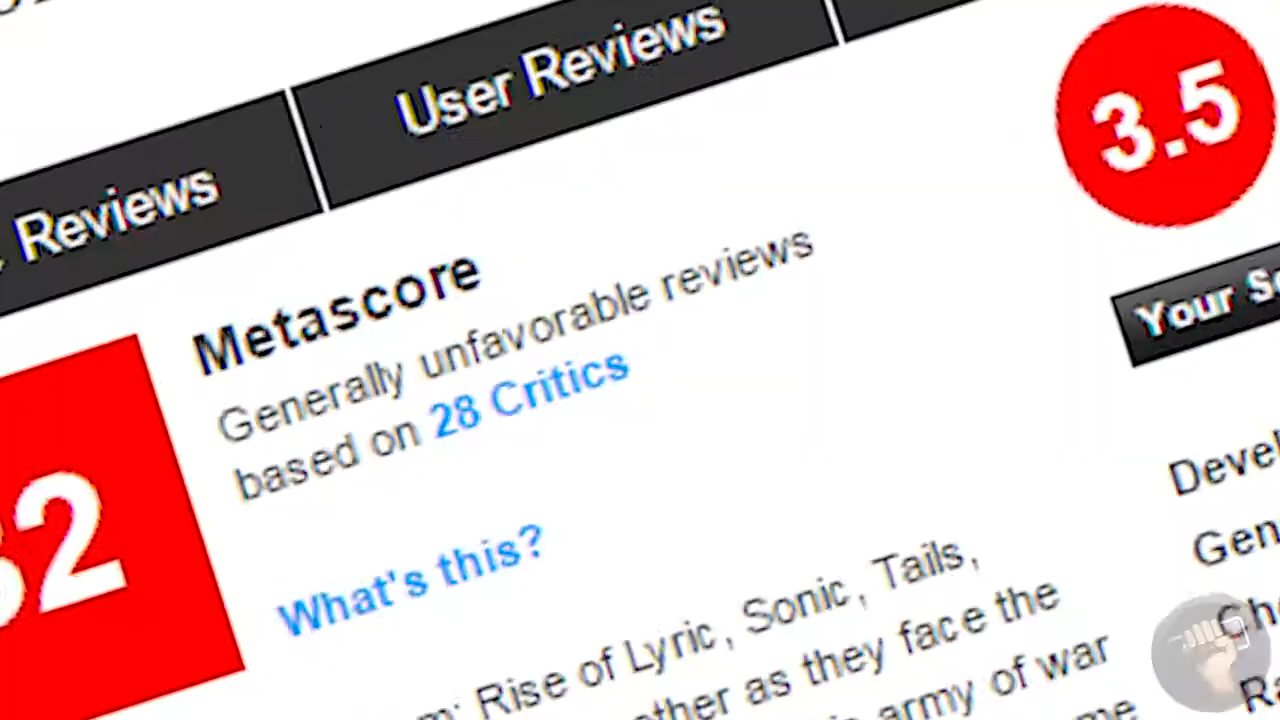 Reviews
User Reviews
3.5
Metascore
Generally unfavorable reviews
based on 28 Critics
Your
2
What's this?
Rise of Lyric, Sonic, Tails,
as they face the
army of war